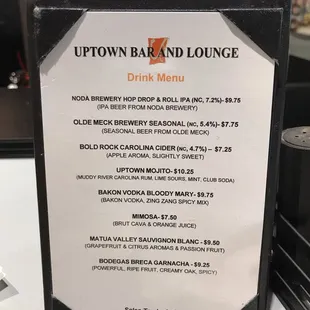 UPTOWN BAR AND LOUNGE
Drink Menu
NODA BREWERY HOP DROP & ROLL IPA (NC, 7.2%)- $9.75
(IPA BEER FROM NODA BREWERY)
OLDE MECK BREWERY SEASONAL (NC, 5.4%)- $7.75
(SEASONAL BEER FROM OLDE MECK)
BOLD ROCK CAROLINA CIDER (NC, 4.7%) – $7.25
(APPLE AROMA, SLIGHTLY SWEET)
UPTOWN MOJITO- $10.25
(MUDDY RIVER CAROLINA RUM, LIME SOURS, MINT, CLUB SODA)
BAKON VODKA BLOODY MARY- $9.75
(BAKON VODKA, ZING ZANG SPICY MIX)
MIMOSA- $7.50
(BRUT CAVA & ORANGE JUICE)
MATUA VALLEY SAUVIGNON BLANC - $9.50
(GRAPEFRUIT & CITRUS AROMAS & PASSION FRUIT)
BODEGAS BRECA GARNACHA - $9.25
(POWERFUL, RIPE FRUIT, CREAMY OAK, SPICY)